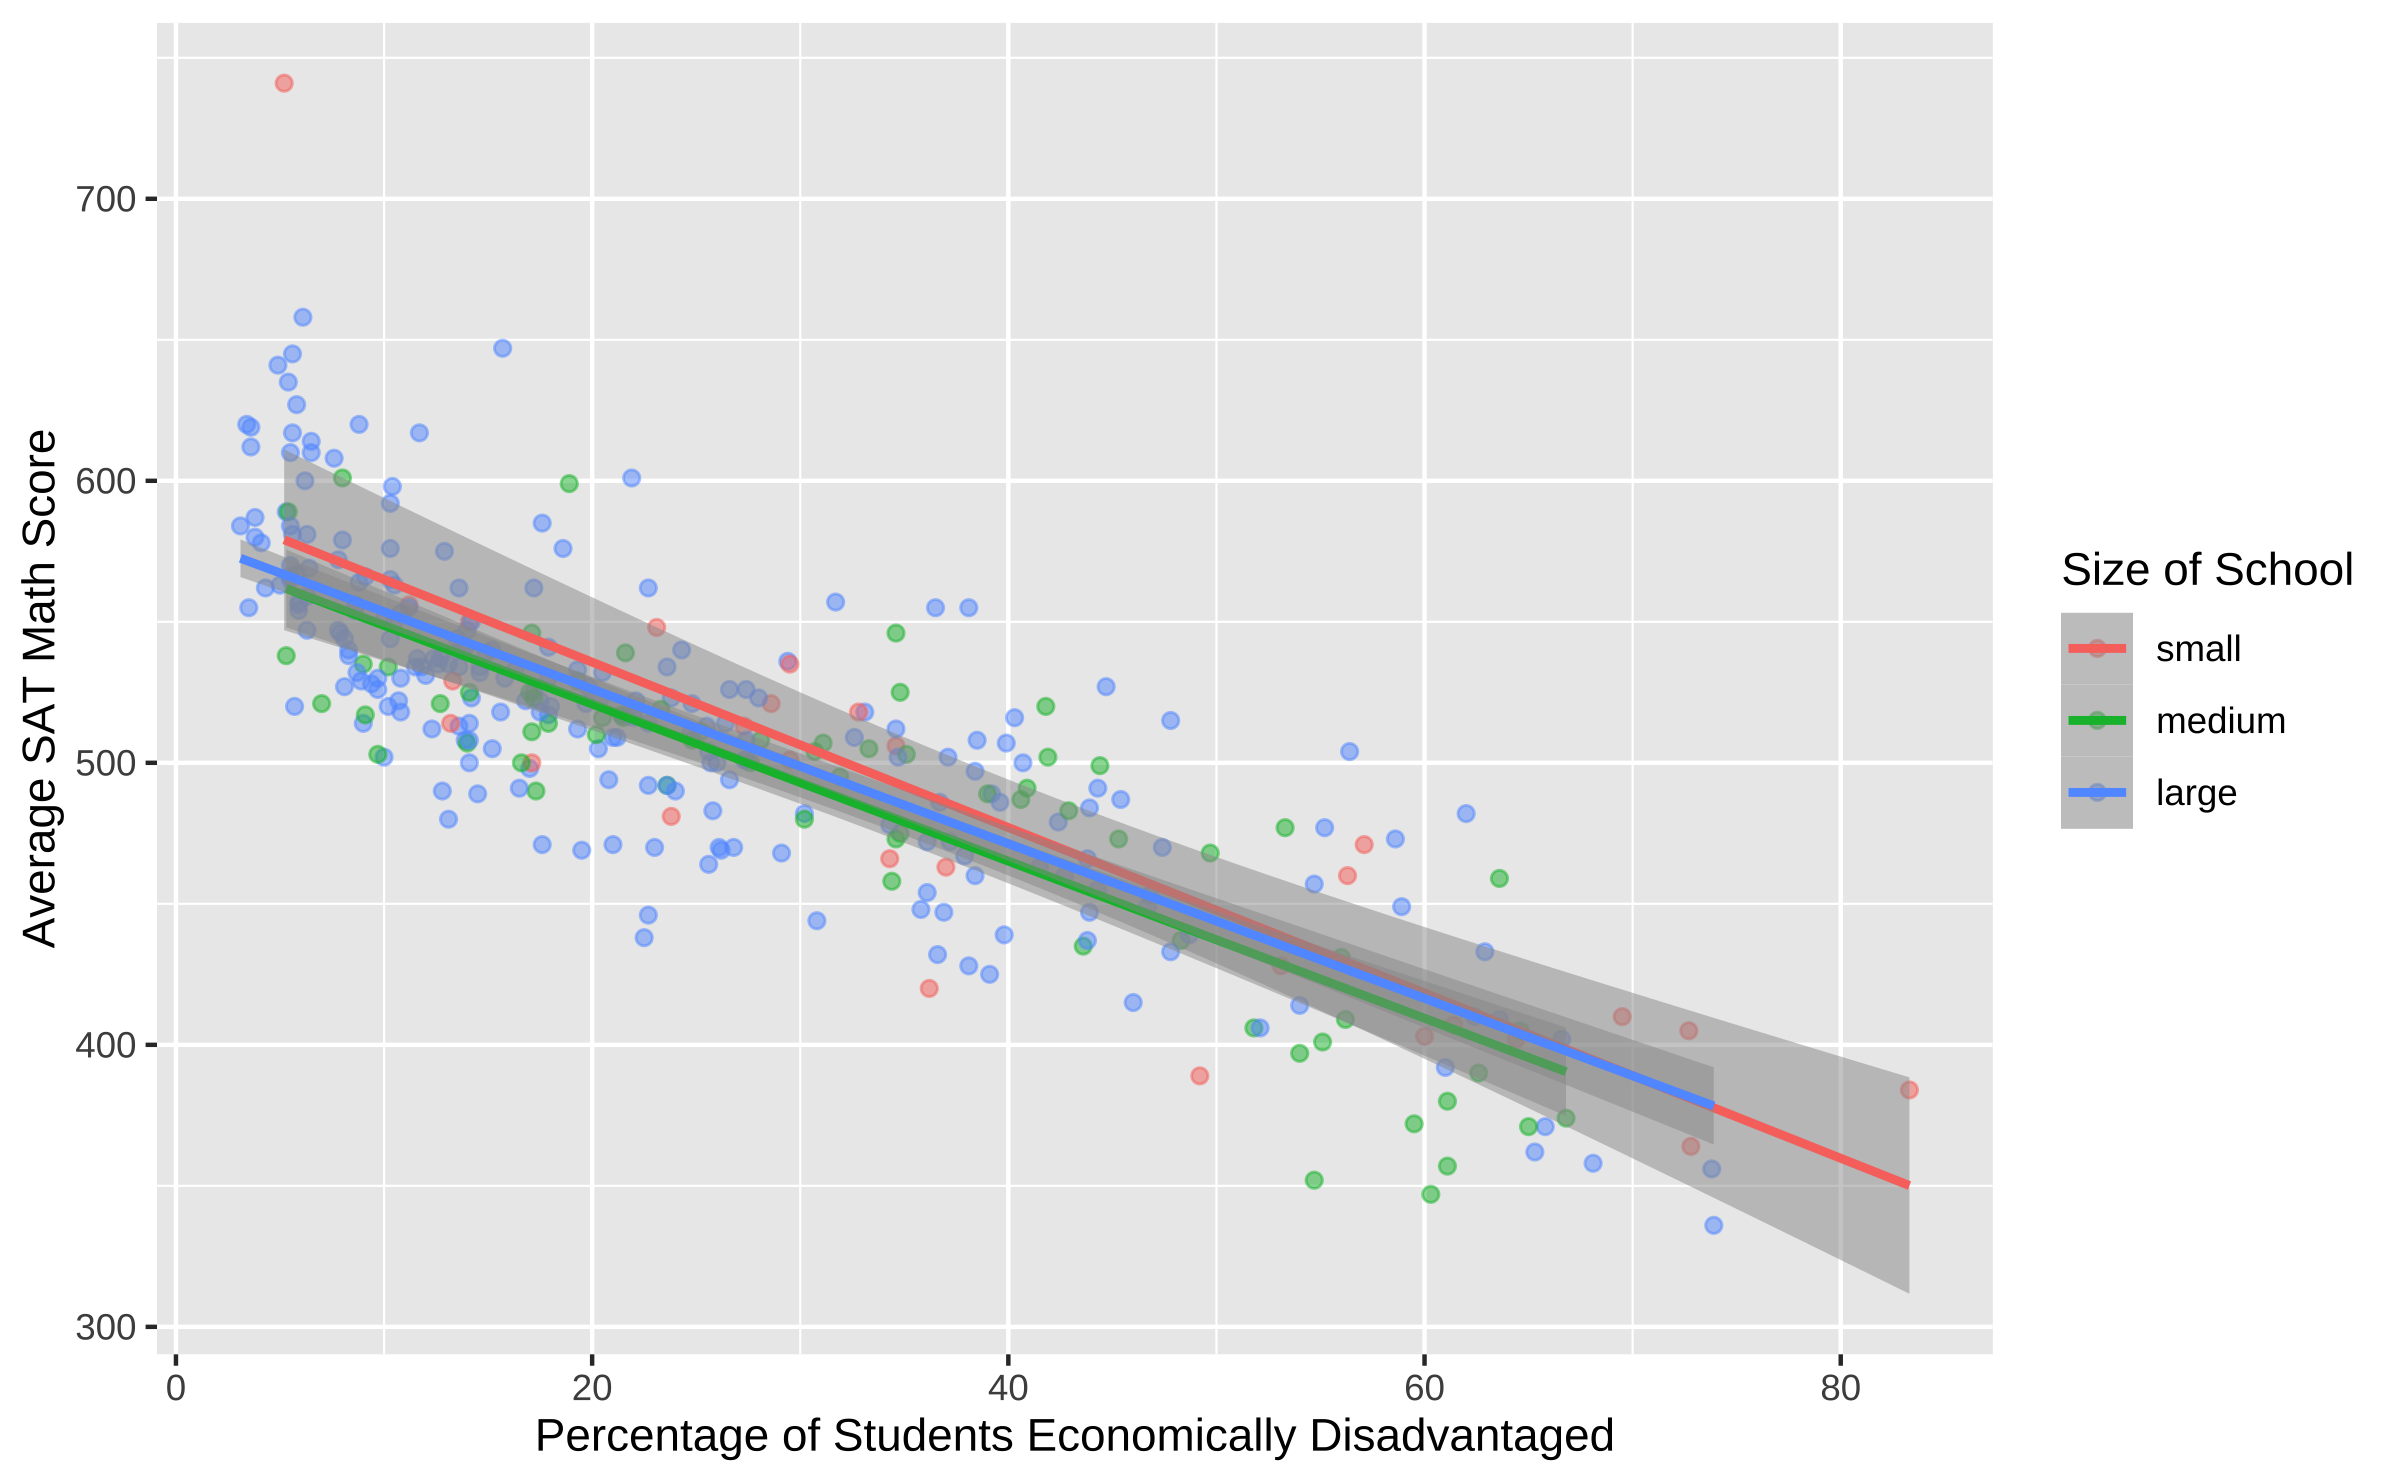 Average SAT Math Score
700
600
500
400
300
0 20 40 60 80
Percentage of Students Economically Disadvantaged
Size of School
small
medium
large